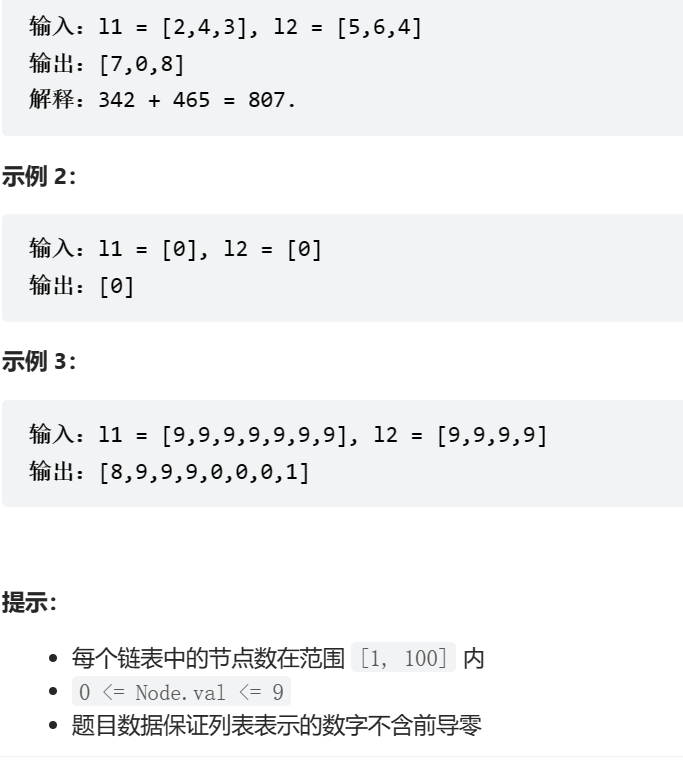 输入：l1 = [2,4,3], l2 = [5,6,4]
输出：[7,0,8]
解释：342 + 465 = 807.
示例 2：
输入：l1 = [0], l2 = [0]
输出：[0]
示例 3：
输入：l1 = [9,9,9,9,9,9,9], l2 = [9,9,9,9]
输出：[8,9,9,9,0,0,0,1]
提示：
每个链表中的节点数在范围 [1, 100] 内
0 <= Node.val <= 9
题目数据保证列表表示的数字不含前导零